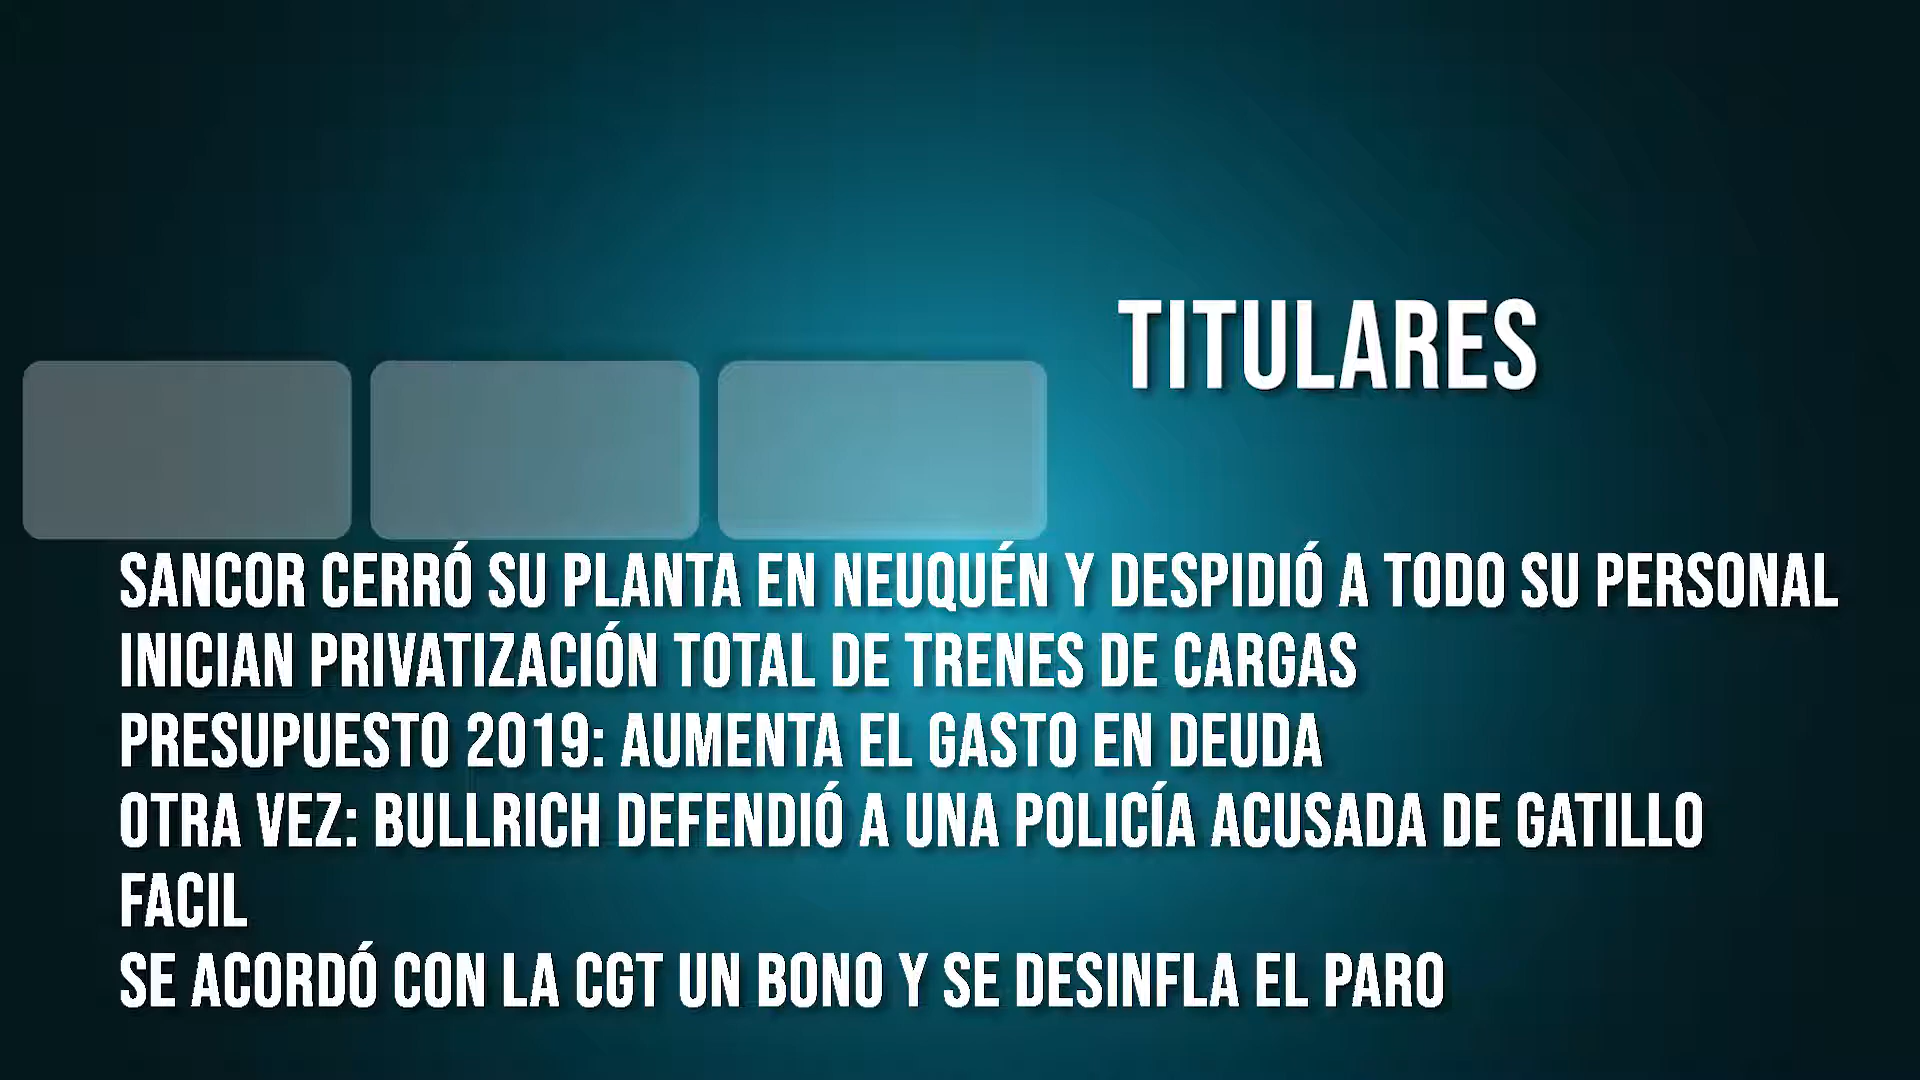 TITULARES
SANCOR CERRÓ SU PLANTA EN NEUQUÉN Y DESPIDIÓ A TODO SU PERSONAL
INICIAN PRIVATIZACIÓN TOTAL DE TRENES DE CARGAS
PRESUPUESTO 2019: AUMENTA EL GASTO EN DEUDA
OTRA VEZ: BULLRICH DEFENDIÓ A UNA POLICÍA ACUSADA DE GATILLO
FACIL
SE ACORDÓ CON LA CGT UN BONO Y SE DESINFLA EL PARO